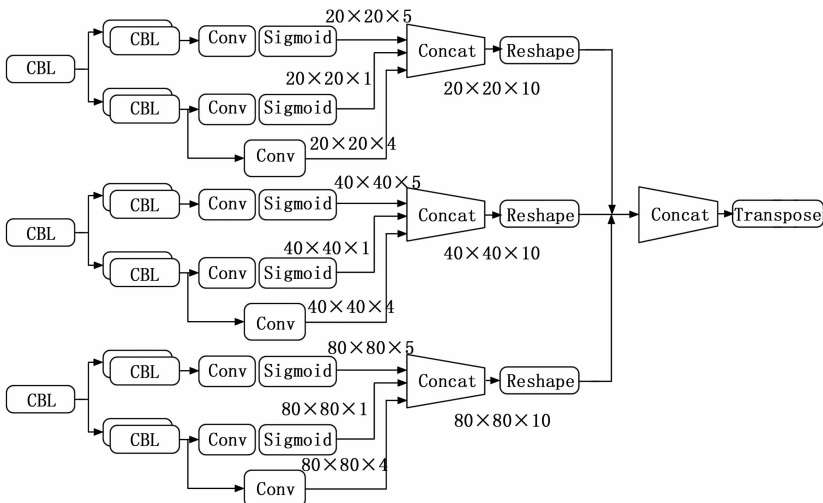 20×20×5
CBL
Conv
Sigmoid
Concat
Reshape
CBL
20×20×1
20×20×10
CBL
Conv
Sigmoid
20×20×4
Conv
40×40×5
CBL
Conv
Sigmoid
Concat
Reshape
Concat
Transpose
CBL
40×40×1
40×40×10
CBL
Conv
Sigmoid
40×40×4
Conv
80×80×5
CBL
Conv
Sigmoid
Concat
Reshape
CBL
80×80×1
80×80×10
CBL
Conv
Sigmoid
80×80×4
Conv